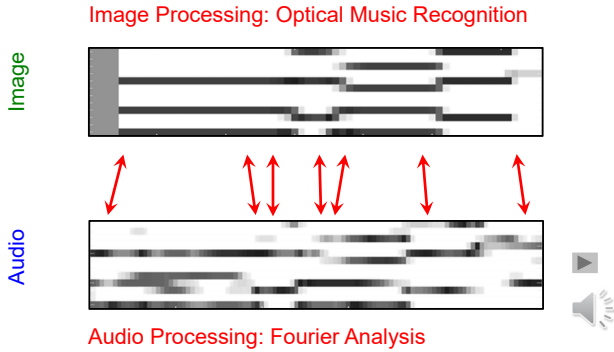 Image Processing: Optical Music Recognition
Image
Audio
Audio Processing: Fourier Analysis